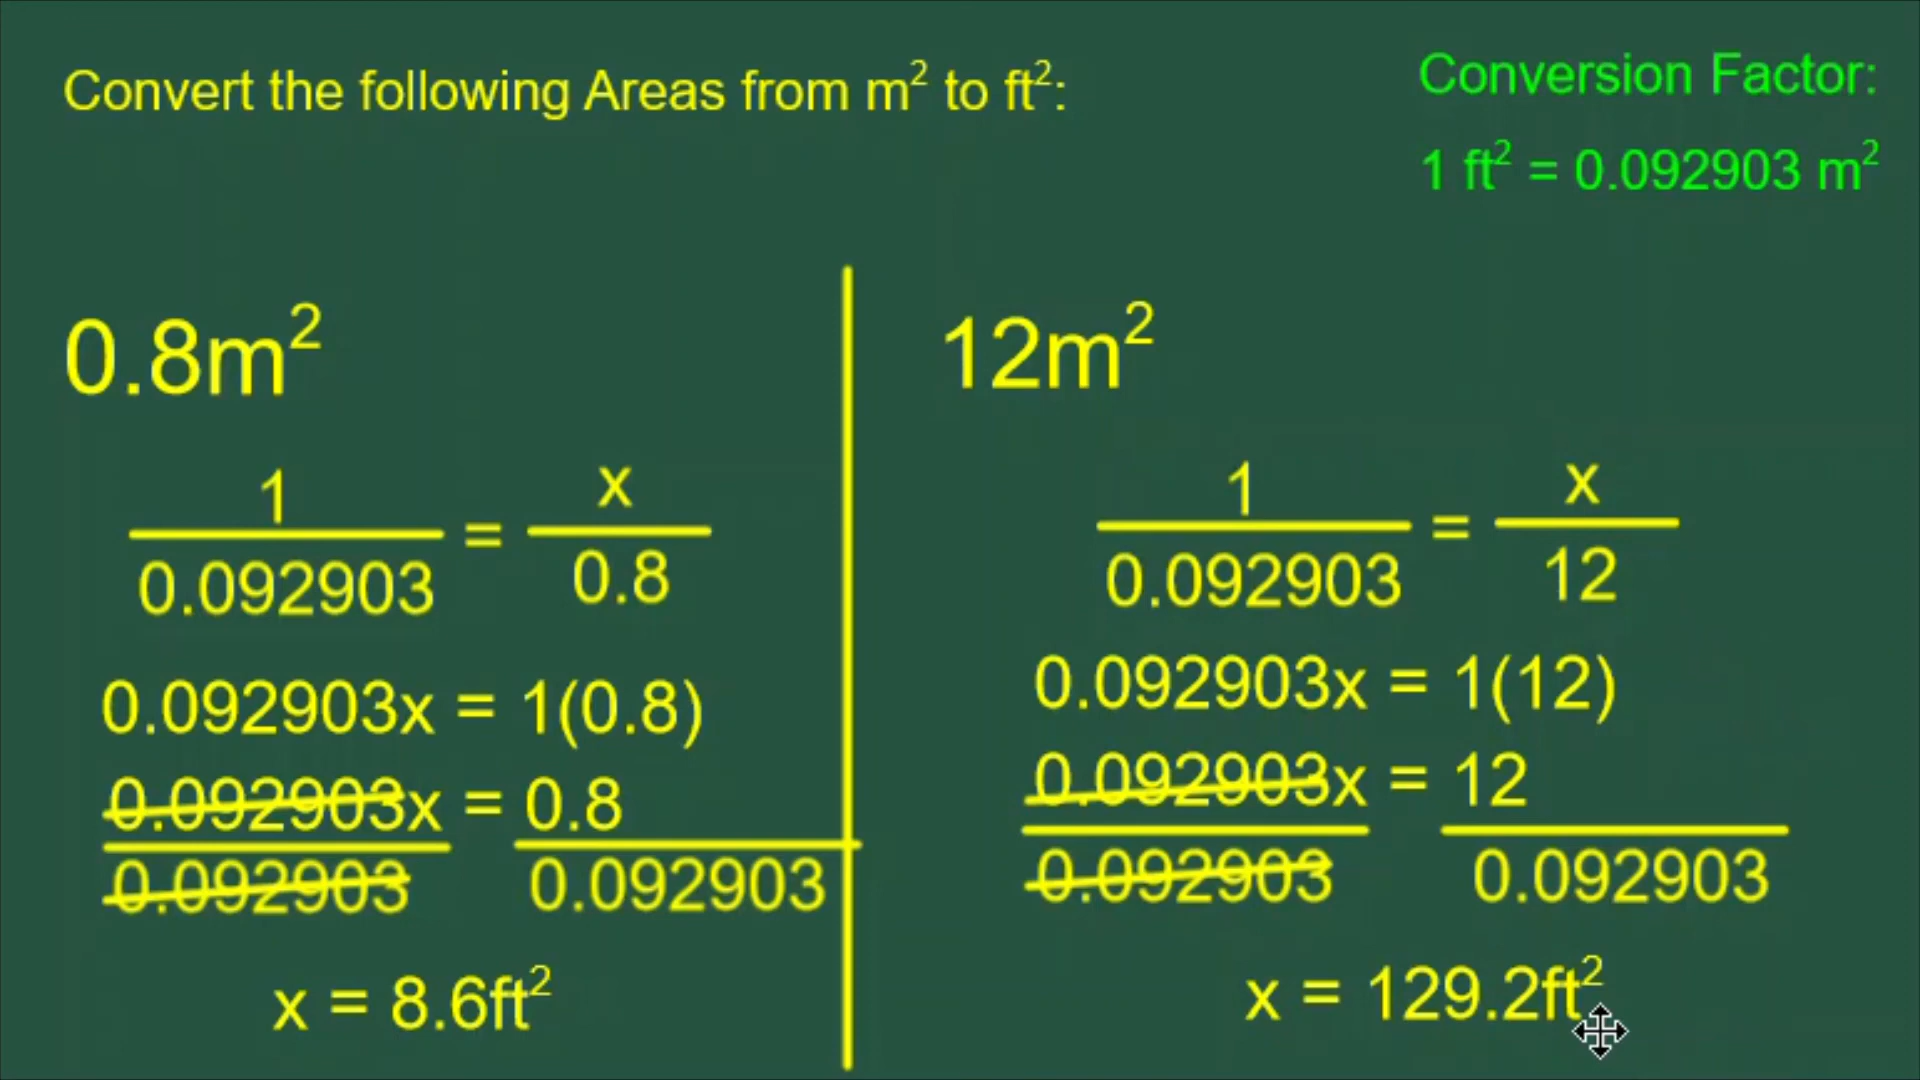 Convert the following Areas from m² to ft²:
Conversion Factor:
1 ft² = 0.092903 m²
0.8m²
1 x
= 
0.092903 0.8
0.092903x = 1(0.8)
0.092903x = 0.8
0.092903 0.092903
x = 8.6ft²
12m²
1 x
=
0.092903 12
0.092903x = 1(12)
0.092903x = 12
0.092903 0.092903
x = 129.2ft²